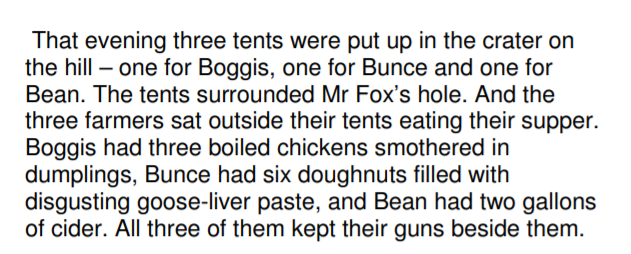 That evening three tents were put up in the crater on
the hill – one for Boggis, one for Bunce and one for
Bean. The tents surrounded Mr Fox’s hole. And the
three farmers sat outside their tents eating their supper.
Boggis had three boiled chickens smothered in
dumplings, Bunce had six doughnuts filled with
disgusting goose-liver paste, and Bean had two gallons
of cider. All three of them kept their guns beside them.